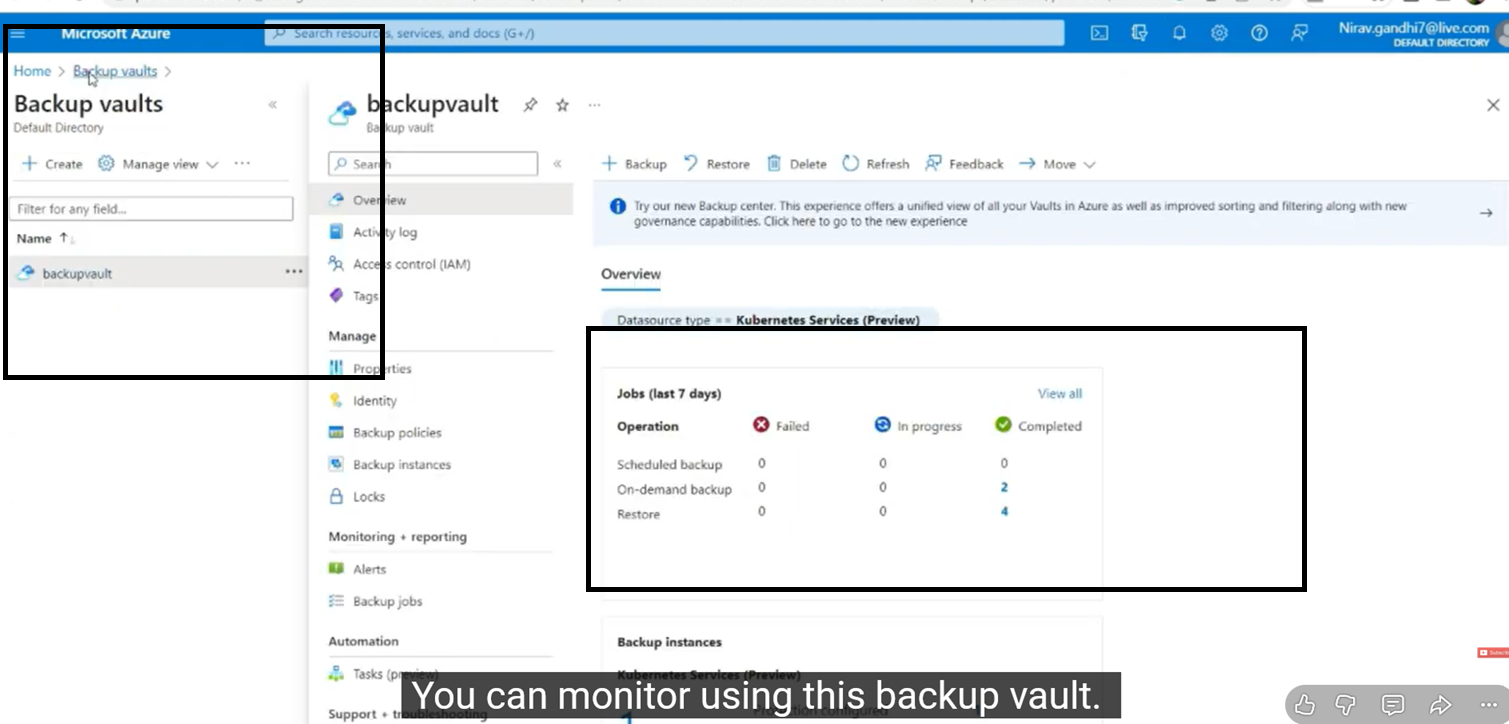 Microsoft Azure
Search resources, services, and docs (G+/)
Nirav.gandhi7@live.com
DEFAULT DIRECTORY
Home > Backup vaults >
Backup vaults
Default Directory
+ Create Manage view ...
Filter for any field...
Name ↑↓
backupvault ...
backupvault ...
Backup vault
Search
Overview
Activity log
Access control (IAM)
Tags
Manage
Properties
Identity
Backup policies
Backup instances
Locks
Monitoring + reporting
Alerts
Backup jobs
Automation
Tasks (preview)
Support + troubleshooting
+ Backup Restore Delete Refresh Feedback → Move
Try our new Backup center. This experience offers a unified view of all your Vaults in Azure as well as improved sorting and filtering along with new
governance capabilities. Click here to go to the new experience
Overview
Datasource type == Kubernetes Services (Preview)
Jobs (last 7 days) View all
Operation Failed In progress Completed
Scheduled backup 0 0 0
On-demand backup 0 0 2
Restore 0 0 4
Backup instances
Kubernetes Services (Preview)
Protection configured
1
You can monitor using this backup vault.